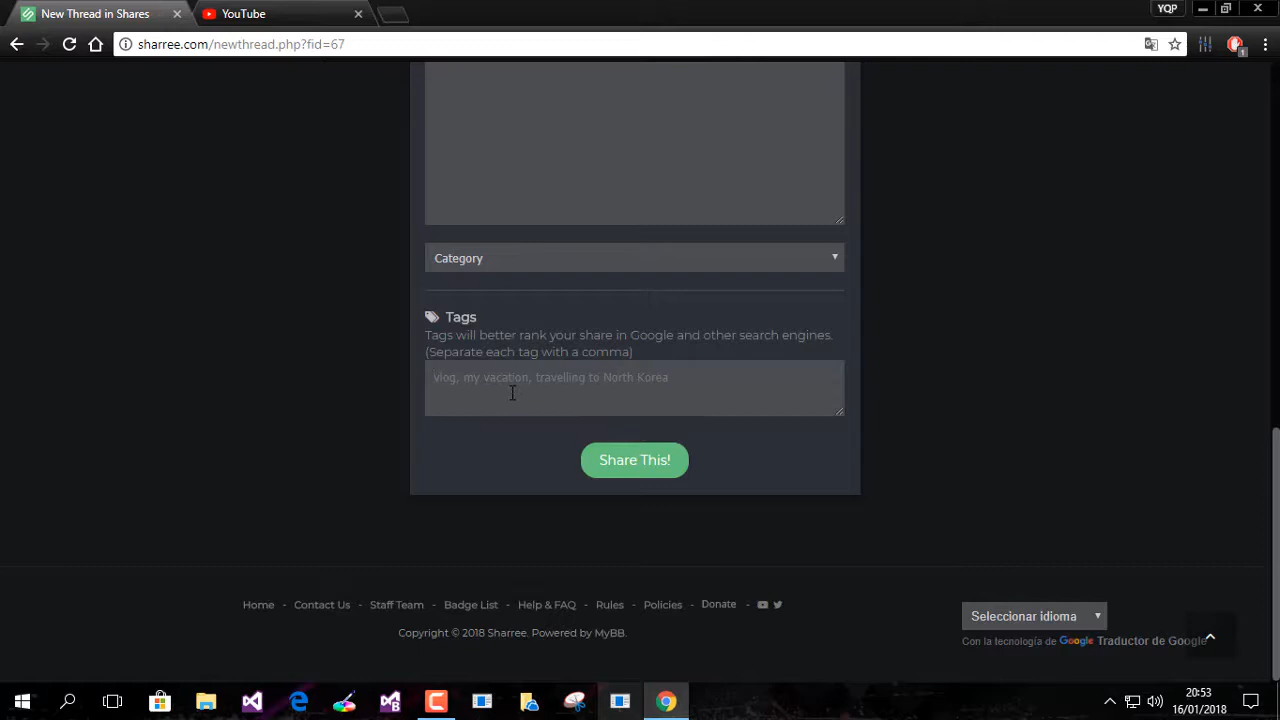 New Thread in Shares
YouTube
YQP
sharree.com/newthread.php?fid=67
1
Category
Tags
Tags will better rank your share in Google and other search engines.
(Separate each tag with a comma)
vlog, my vacation, travelling to North Korea
Share This!
Home - Contact Us - Staff Team - Badge List - Help & FAQ - Rules - Policies - Donate -
Copyright © 2018 Sharree. Powered by MyBB.
Seleccionar idioma
Con la tecnología de Google Traductor de Google
20:53
16/01/2018